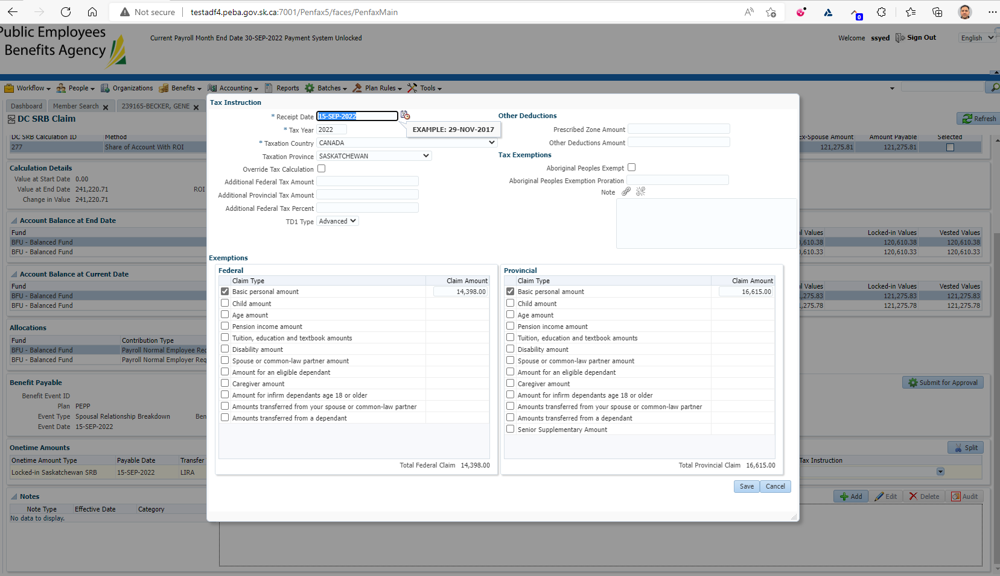 Not secure
testadf4.peba.gov.sk.ca:7001/Penfax5/faces/PenfaxMain
0
Public Employees
Benefits Agency
Current Payroll Month End Date 30-SEP-2022 Payment System Unlocked
Welcome ssyed Sign Out English
Workflow People Organizations Benefits Accounting Reports Batches Plan Rules Tools
Dashboard Member Search 239165-BECKER, GENE
DC SRB Claim
Refresh
DC SRB Calculation ID Method
277 Share of Account With ROI
Ex-Spouse Amount Amount Payable Selected
121,275.81 121,275.81
Calculation Details
Value at Start Date 0.00
Value at End Date 241,220.71 ROI
Change in Value 241,220.71
Account Balance at End Date
Fund
BFU - Balanced Fund
BFU - Balanced Fund
Values Locked-in Values Vested Values
,610.38 120,610.38 120,610.38
,610.33 120,610.33 120,610.33
Account Balance at Current Date
Fund
BFU - Balanced Fund
BFU - Balanced Fund
Values Locked-in Values Vested Values
,275.83 121,275.83 121,275.83
,275.78 121,275.78 121,275.78
Allocations
Fund Contribution Type
BFU - Balanced Fund Payroll Normal Employee Req
BFU - Balanced Fund Payroll Normal Employer Req
Benefit Payable
Submit for Approval
Benefit Event ID
Plan PEPP
Event Type Spousal Relationship Breakdown Ben
Event Date 15-SEP-2022
Onetime Amounts
Split
Onetime Amount Type Payable Date Transfer
Tax Instruction
Locked-in Saskatchewan SRB 15-SEP-2022 LIRA
Notes
Add Edit Delete Audit
Note Type Effective Date Category
No data to display.
Tax Instruction
* Receipt Date 15-SEP-2022
EXAMPLE: 29-NOV-2017
* Tax Year 2022
* Taxation Country CANADA
Taxation Province SASKATCHEWAN
Override Tax Calculation
Additional Federal Tax Amount
Additional Provincial Tax Amount
Additional Federal Tax Percent
TD1 Type Advanced
Other Deductions
Prescribed Zone Amount
Other Deductions Amount
Tax Exemptions
Aboriginal Peoples Exempt
Aboriginal Peoples Exemption Proration
Note
Exemptions
Federal
Claim Type Claim Amount
Basic personal amount 14,398.00
Child amount
Age amount
Pension income amount
Tuition, education and textbook amounts
Disability amount
Spouse or common-law partner amount
Amount for an eligible dependant
Caregiver amount
Amount for infirm dependants age 18 or older
Amounts transferred from your spouse or common-law partner
Amounts transferred from a dependant
Total Federal Claim 14,398.00
Provincial
Claim Type Claim Amount
Basic personal amount 16,615.00
Child amount
Age amount
Pension income amount
Tuition, education and textbook amounts
Disability amount
Spouse or common-law partner amount
Amount for an eligible dependant
Caregiver amount
Amount for infirm dependants age 18 or older
Amounts transferred from your spouse or common-law partner
Amounts transferred from a dependant
Senior Supplementary Amount
Total Provincial Claim 16,615.00
Save Cancel